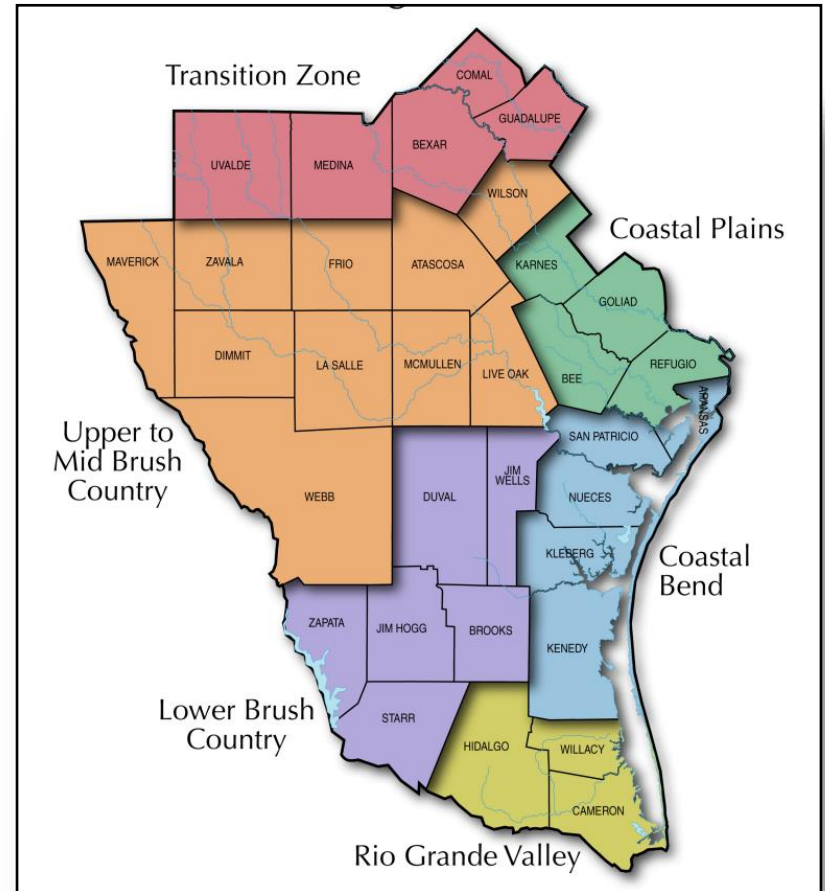 Transition Zone
COMAL
GUADALUPE
BEXAR
UVALDE
MEDINA
WILSON
Coastal Plains
MAVERICK
ZAVALA
FRIO
ATASCOSA
KARNES
GOLIAD
DIMMIT
LA SALLE
MCMULLEN
LIVE OAK
BEE
REFUGIO
ARANSAS
Upper to
Mid Brush
Country
SAN PATRICIO
WEBB
DUVAL
JIM
WELLS
NUECES
KLEBERG
Coastal
Bend
ZAPATA
JIM HOGG
BROOKS
KENEDY
Lower Brush
Country
STARR
HIDALGO
WILLACY
CAMERON
Rio Grande Valley